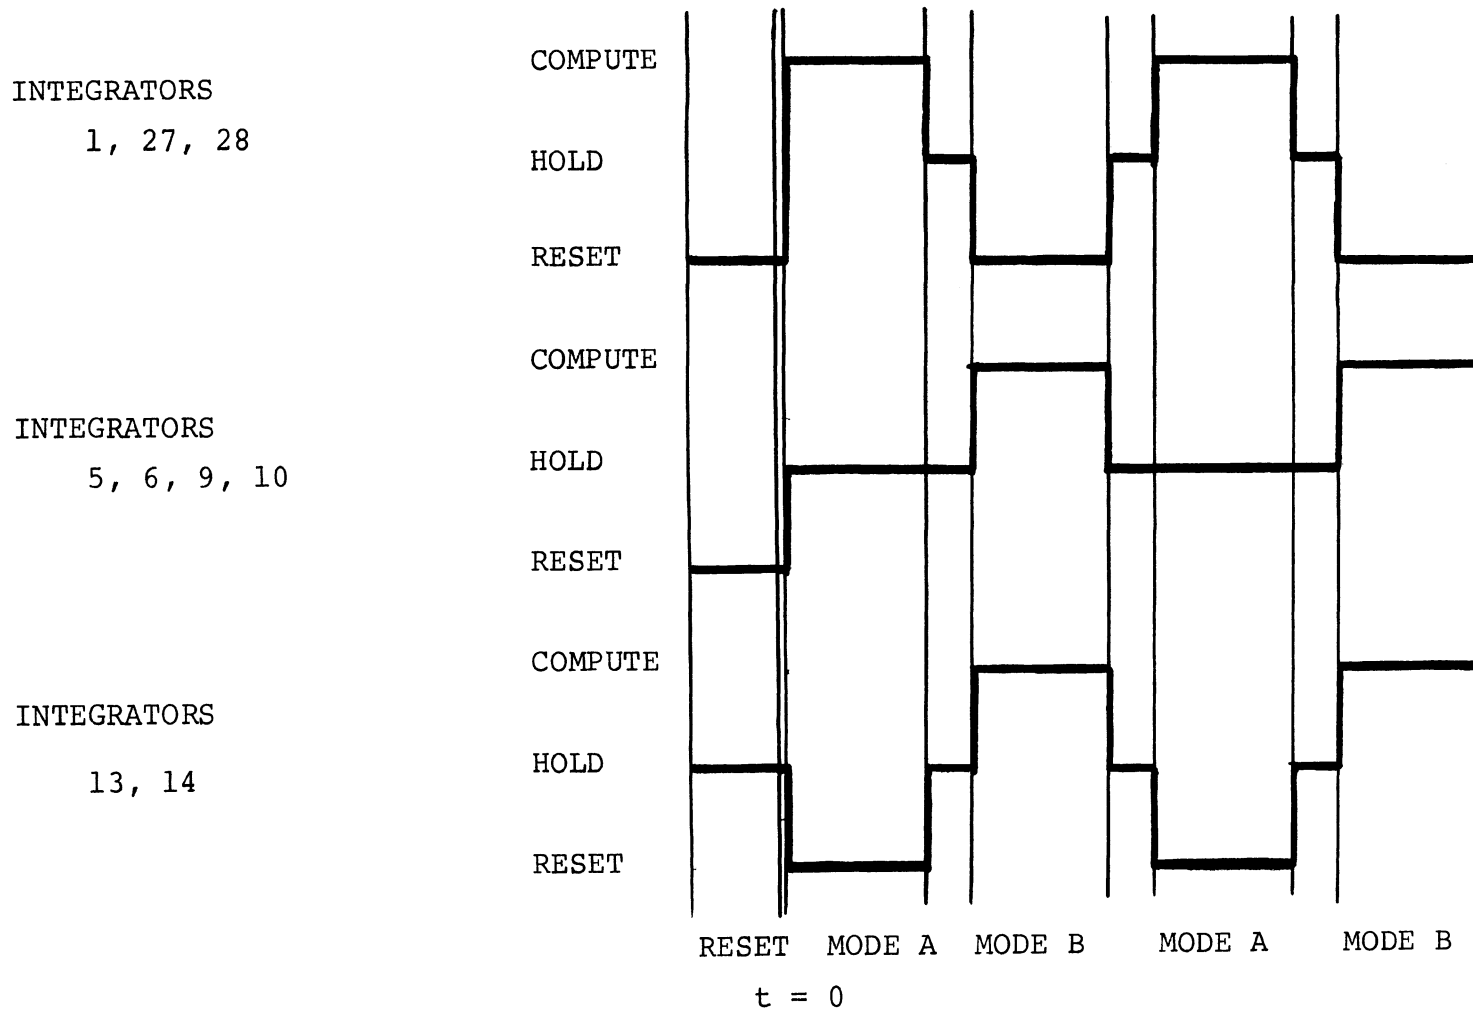 COMPUTE
INTEGRATORS
1, 27, 28
HOLD
RESET
COMPUTE
INTEGRATORS
5, 6, 9, 10
HOLD
RESET
COMPUTE
INTEGRATORS
13, 14
HOLD
RESET
RESET MODE A MODE B MODE A MODE B
t = 0